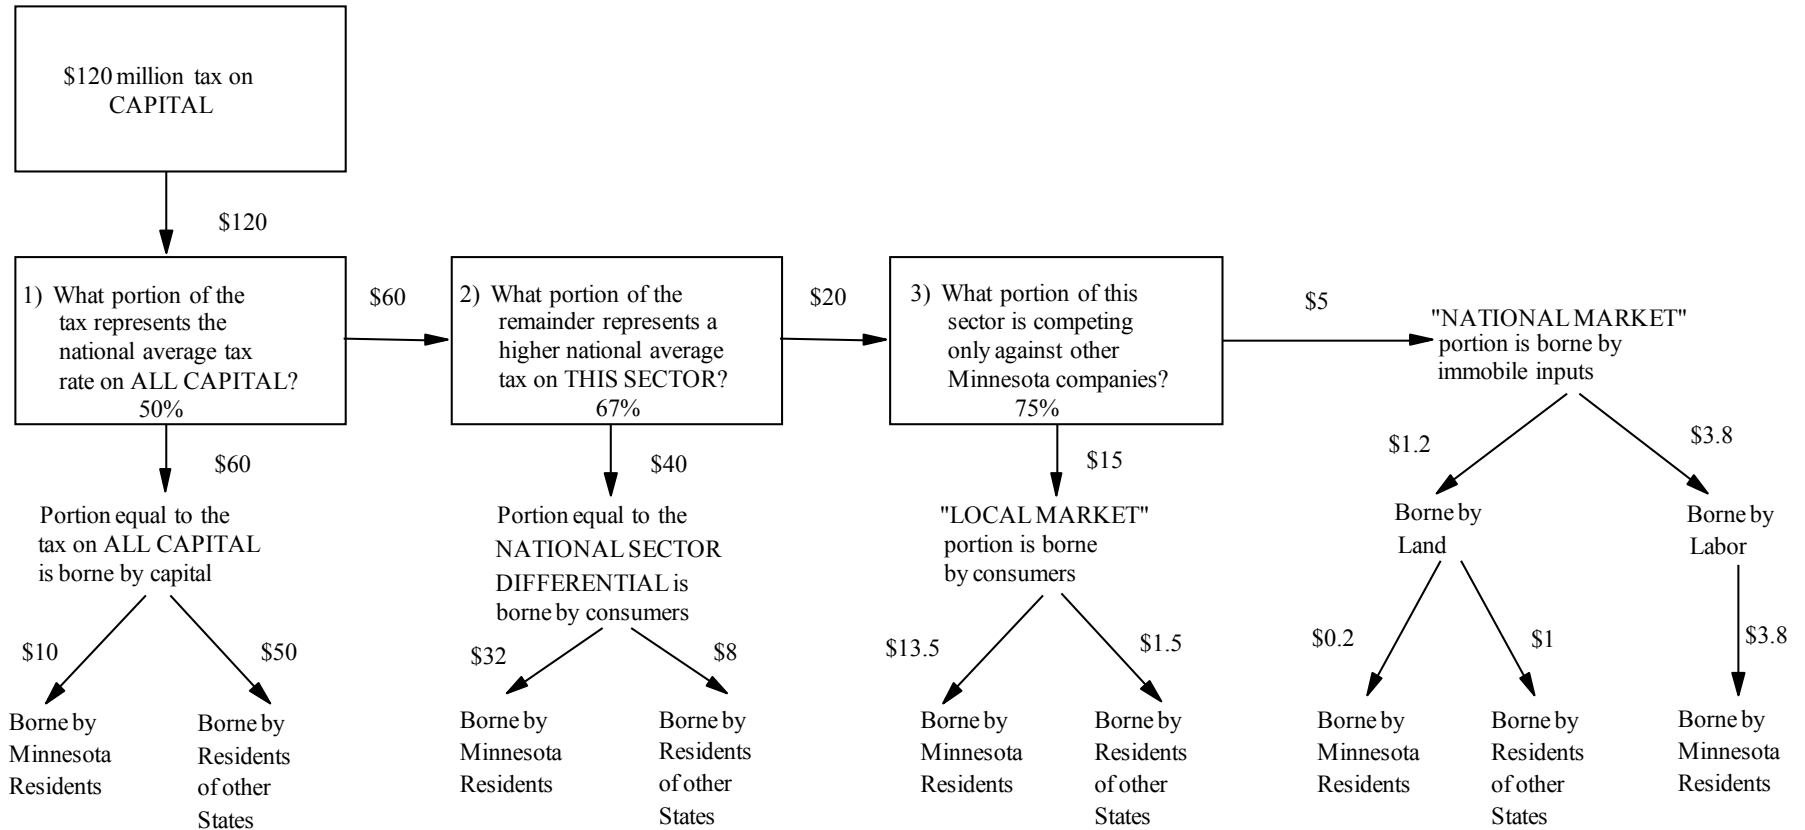 $120 million tax on
CAPITAL
$120
1) What portion of the
tax represents the
national average tax
rate on ALL CAPITAL?
50%
$60
2) What portion of the
remainder represents a
higher national average
tax on THIS SECTOR?
67%
$20
3) What portion of this
sector is competing
only against other
Minnesota companies?
75%
$5
"NATIONAL MARKET"
portion is borne by
immobile inputs
$60
Portion equal to the
tax on ALL CAPITAL
is borne by capital
$40
Portion equal to the
NATIONAL SECTOR
DIFFERENTIAL is
borne by consumers
$15
"LOCAL MARKET"
portion is borne
by consumers
$1.2
Borne by
Land
$3.8
Borne by
Labor
$10
Borne by
Minnesota
Residents
$50
Borne by
Residents
of other
States
$32
Borne by
Minnesota
Residents
$8
Borne by
Residents
of other
States
$13.5
Borne by
Minnesota
Residents
$1.5
Borne by
Residents
of other
States
$0.2
Borne by
Minnesota
Residents
$1
Borne by
Residents
of other
States
$3.8
Borne by
Minnesota
Residents